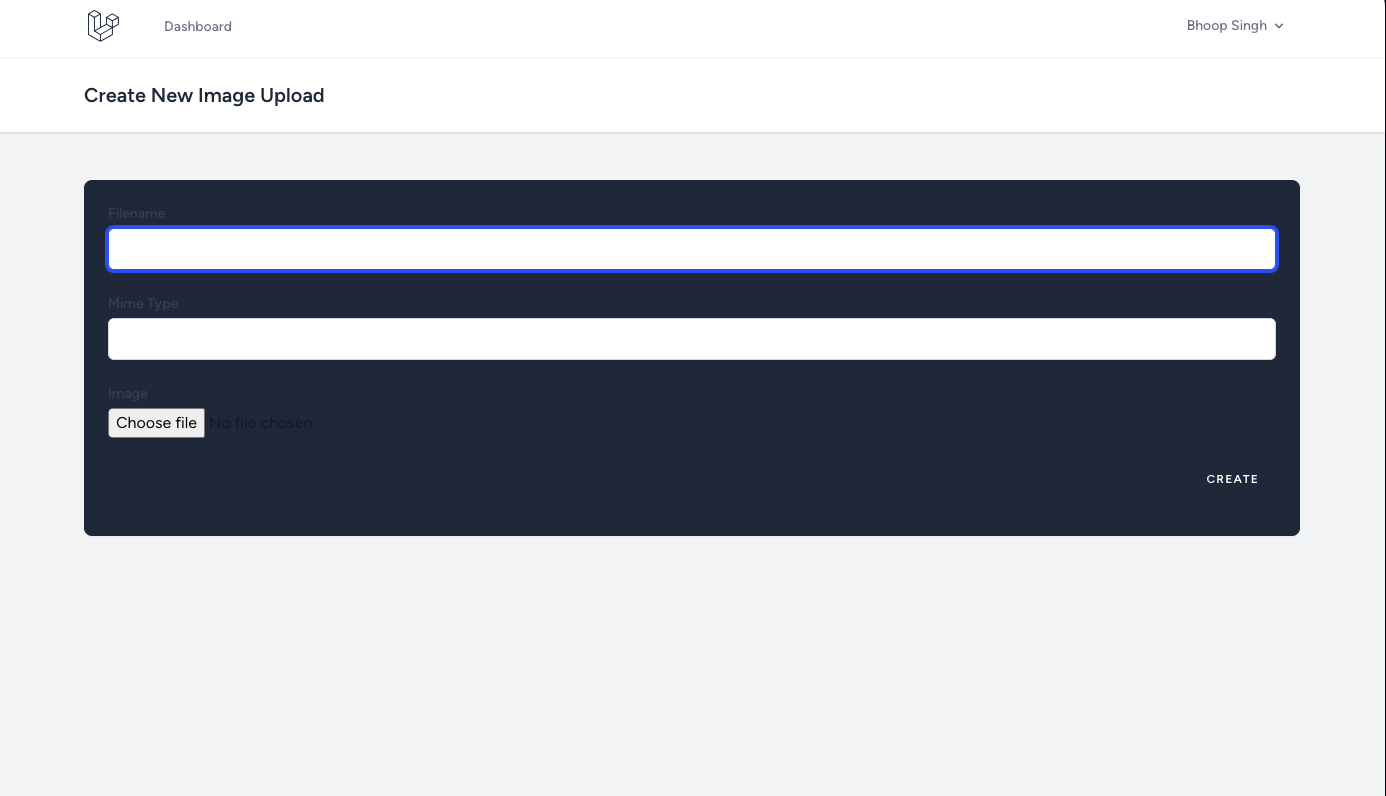 Dashboard
Bhoop Singh
Create New Image Upload
Filename
Mime Type
Image
Choose file No file chosen
CREATE